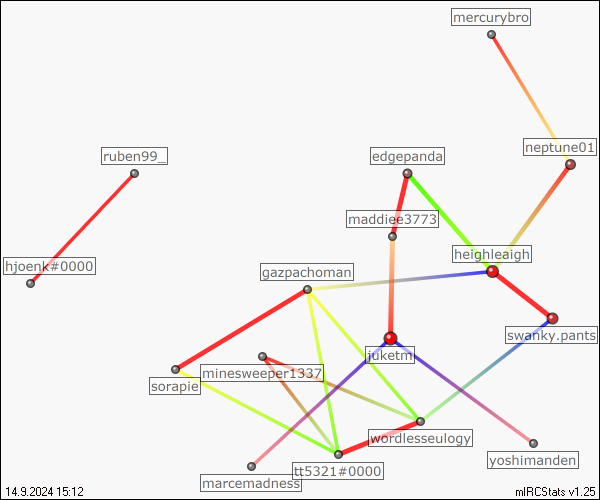 mercurybro
neptune01
ruben99_
edgepanda
maddiee3773
heighleaigh
hjoenk#0000
gazpachoman
swanky.pants
juketm
minesweeper1337
sorapie
wordlesseulogy
yoshimanden
tt5321#0000
marcemadness
14.9.2024 15:12
mIRCStats v1.25